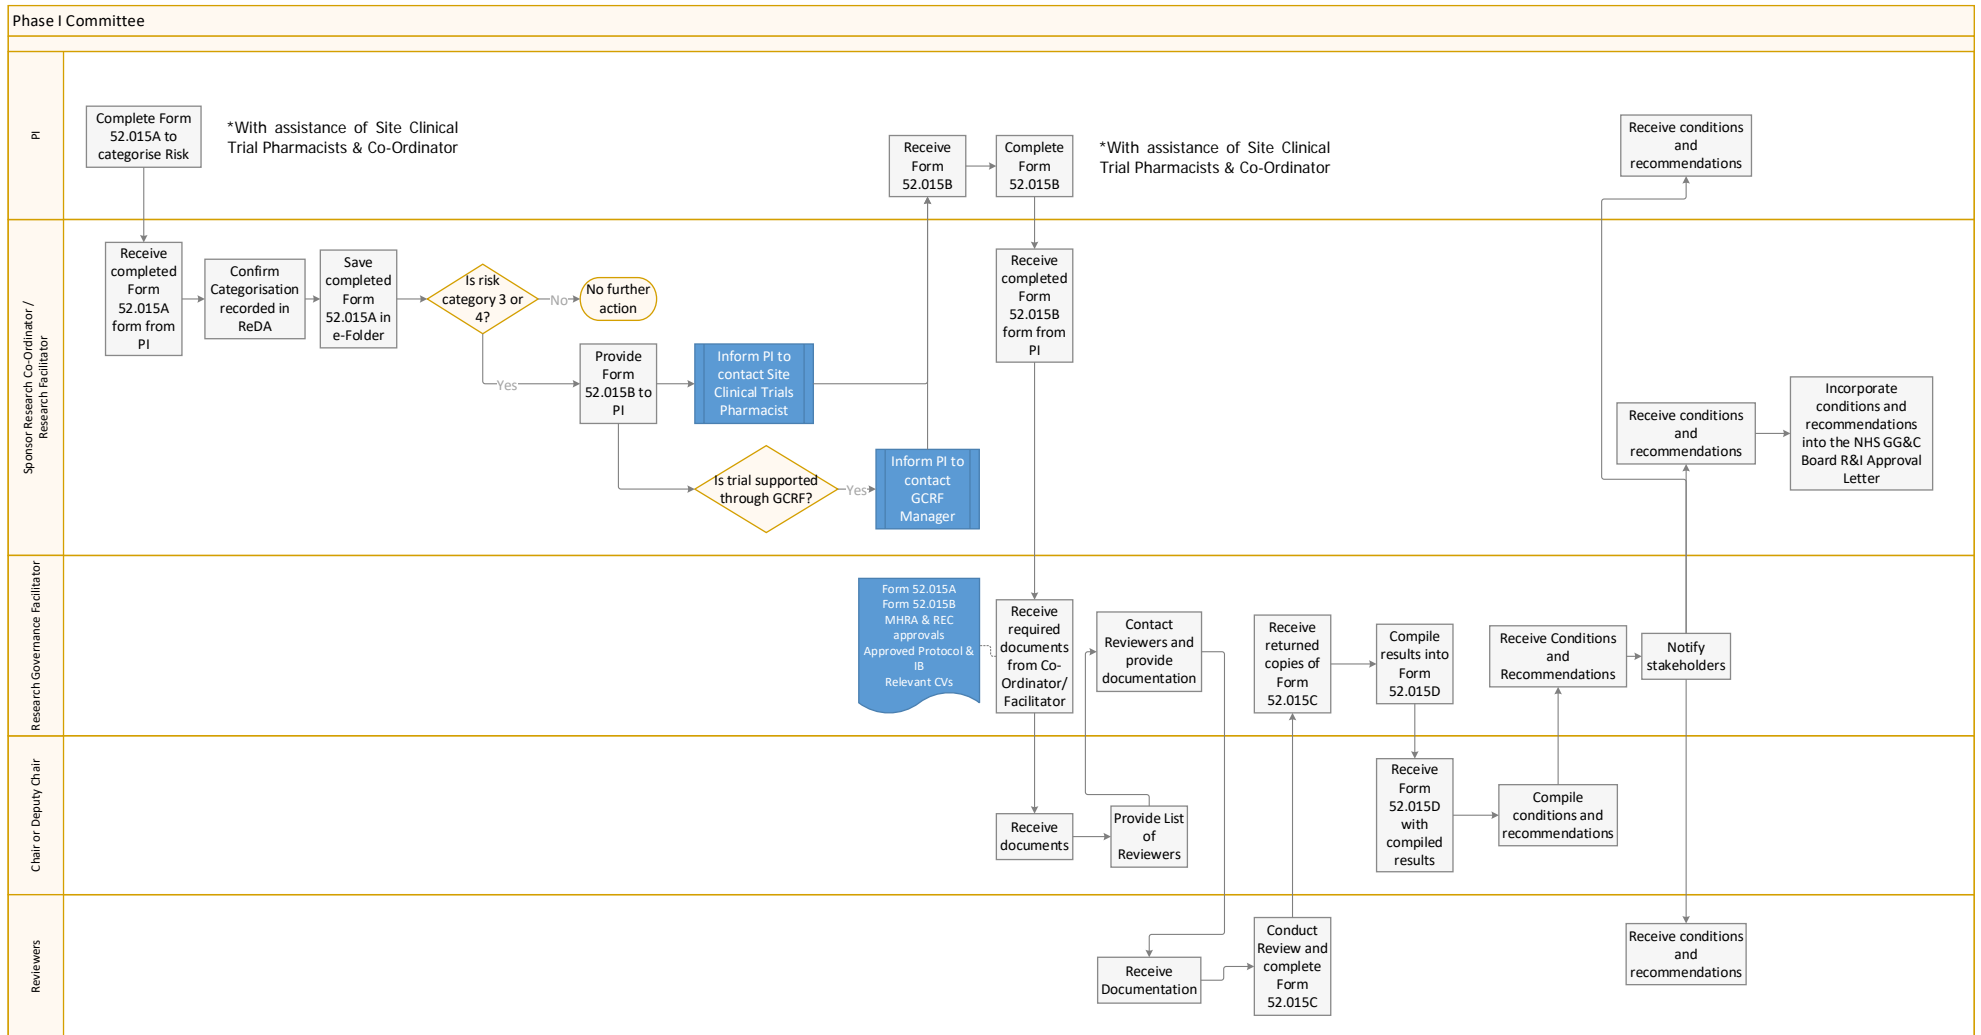 Phase I Committee
PI
Complete Form
52.015A to
categorise Risk
*With assistance of Site Clinical
Trial Pharmacists & Co-Ordinator
Receive
Form
52.015B
Complete
Form
52.015B
*With assistance of Site Clinical
Trial Pharmacists & Co-Ordinator
Receive conditions
and
recommendations
Sponsor Research Co-Ordinator /
Research Facilitator
Receive
completed
Form
52.015A
form from
PI
Confirm
Categorisation
recorded in
ReDA
Save
completed
Form
52.015A in
e-Folder
Is risk
category 3 or
4?
No
No further
action
Yes
Provide
Form
52.015B to
PI
Inform PI to
contact Site
Clinical Trials
Pharmacist
Is trial supported
through GCRF?
Yes
Inform PI to
contact
GCRF
Manager
Receive
completed
Form
52.015B
form from
PI
Receive conditions
and
recommendations
Incorporate
conditions and
recommendations
into the NHS GG&C
Board R&I Approval
Letter
Research Governance Facilitator
Form 52.015A
Form 52.015B
MHRA & REC
approvals
Approved Protocol &
IB
Relevant CVs
Receive
required
documents
from Co-
Ordinator/
Facilitator
Contact
Reviewers and
provide
documentation
Receive
returned
copies of
Form
52.015C
Compile
results into
Form
52.015D
Receive Conditions
and
Recommendations
Notify
stakeholders
Chair or Deputy Chair
Receive
documents
Provide List
of
Reviewers
Receive
Form
52.015D
with
compiled
results
Compile
conditions and
recommendations
Reviewers
Receive
Documentation
Conduct
Review and
complete
Form
52.015C
Receive conditions
and
recommendations